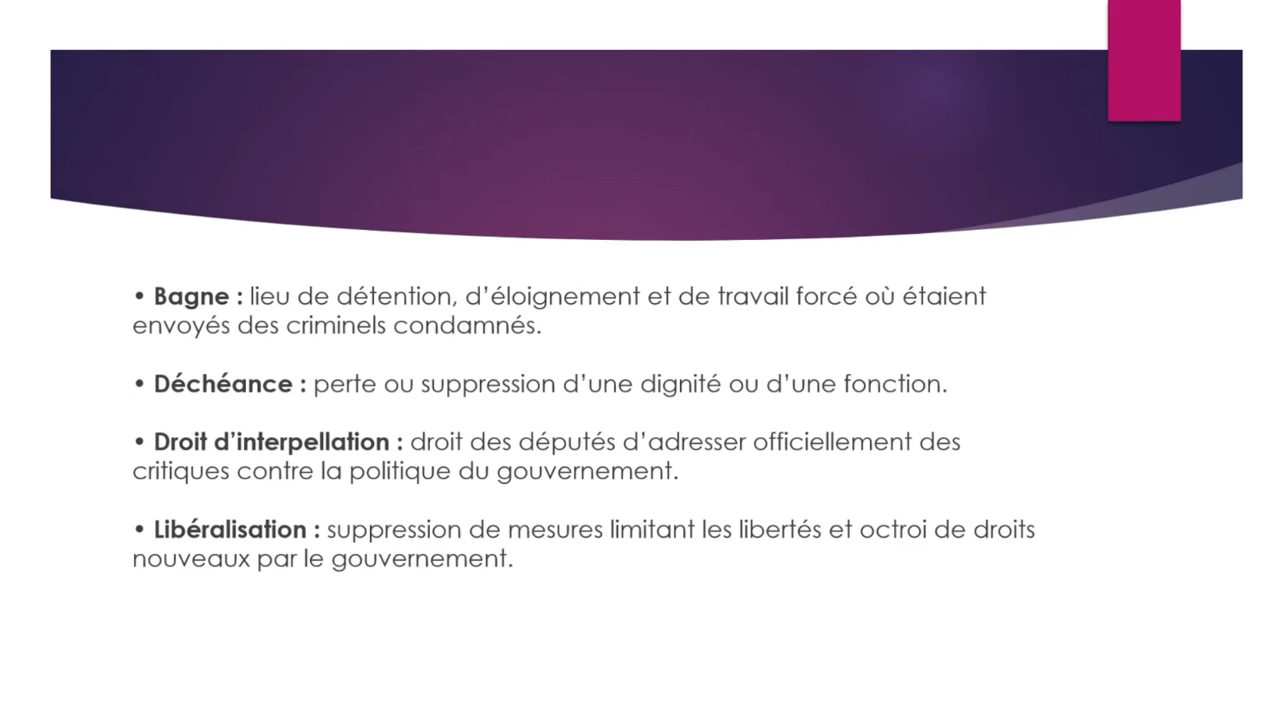 • Bagne : lieu de détention, d’éloignement et de travail forcé où étaient
envoyés des criminels condamnés.
• Déchéance : perte ou suppression d’une dignité ou d’une fonction.
• Droit d’interpellation : droit des députés d’adresser officiellement des
critiques contre la politique du gouvernement.
• Libéralisation : suppression de mesures limitant les libertés et octroi de droits
nouveaux par le gouvernement.